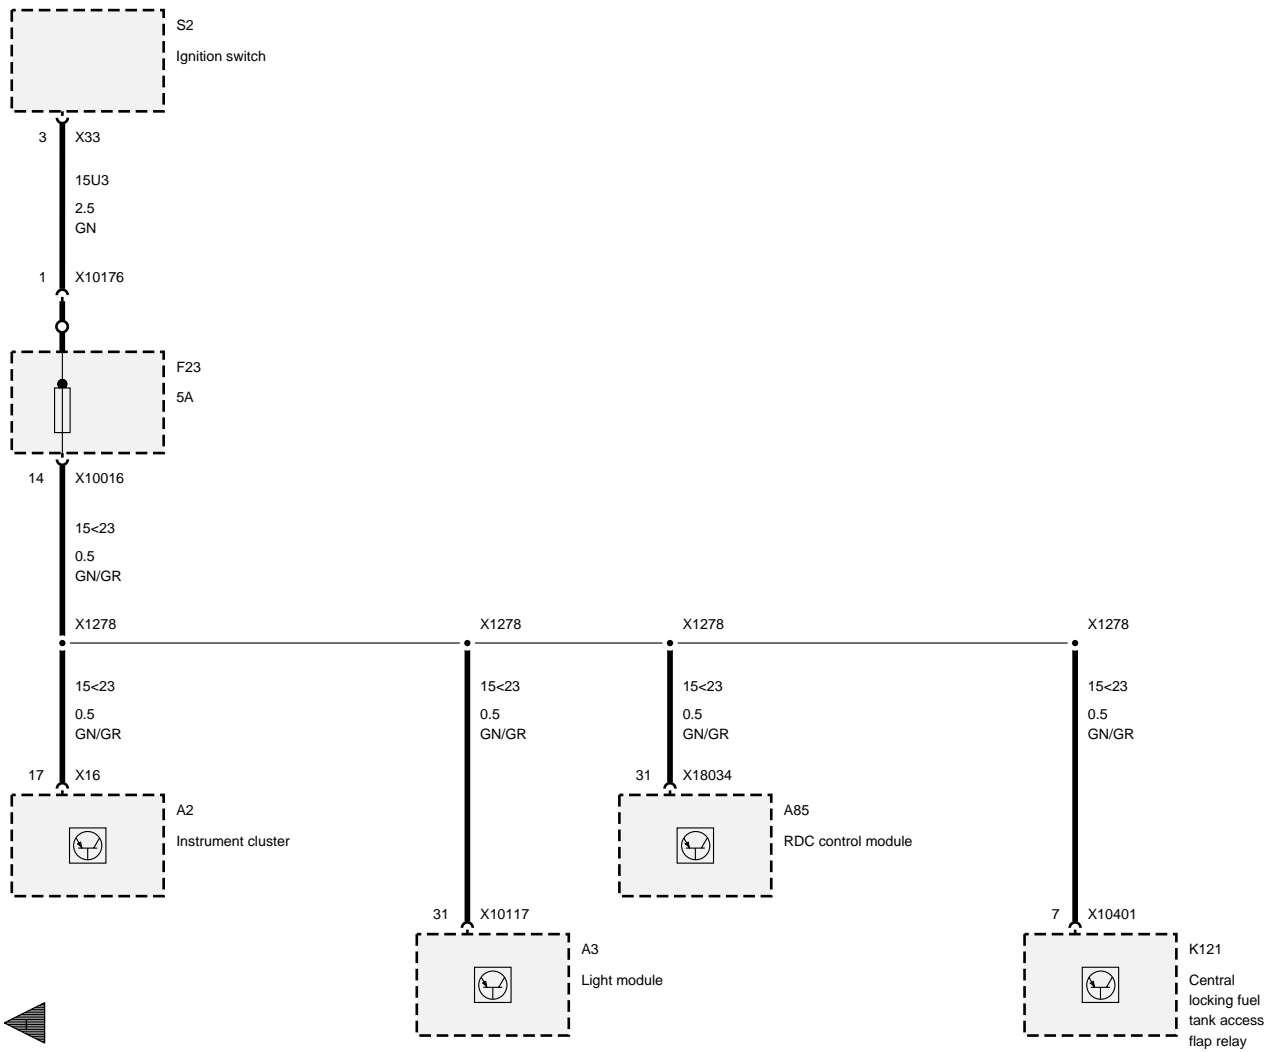 S2
Ignition switch
3 X33
15U3
2.5
GN
1 X10176
F23
5A
14 X10016
15<23
0.5
GN/GR
X1278 X1278 X1278 X1278
15<23 15<23 15<23 15<23
0.5 0.5 0.5 0.5
GN/GR GN/GR GN/GR GN/GR
17 X16 31 X18034
A2 A85
Instrument cluster RDC control module
31 X10117 7 X10401
A3 K121
Light module Central
locking fuel
tank access
flap relay